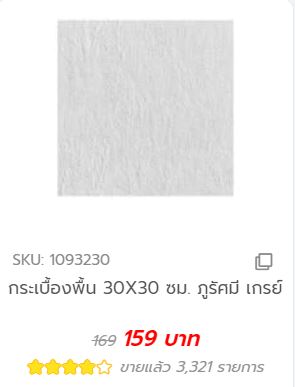 SKU: 1093230
กระเบื้องพื้น 30X30 ซม. ภูรัศมี เกรย์
169 159 บาท
ขายแล้ว 3,321 รายการ